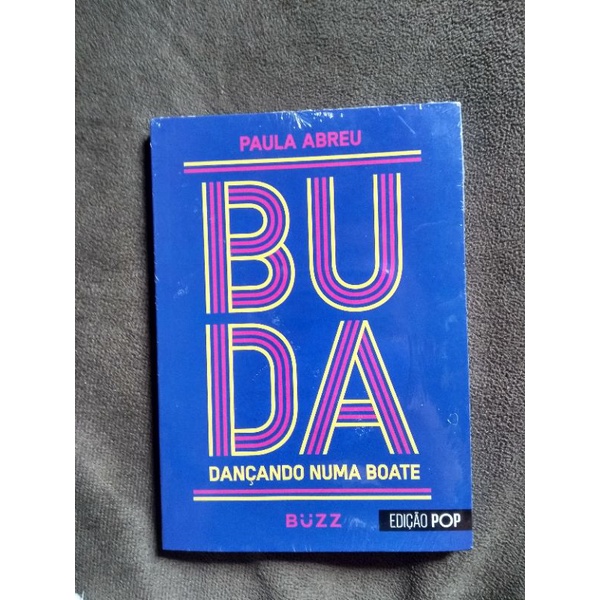 PAULA ABREU
BU
DA
DANÇANDO NUMA BOATE
BUZZ
EDIÇÃO POP